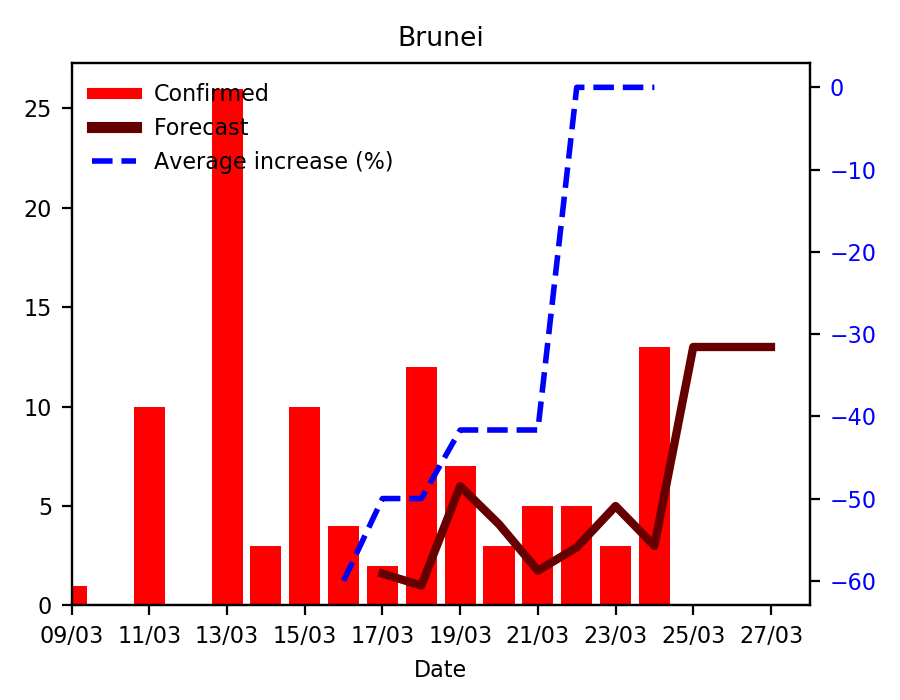 Brunei
Confirmed
Forecast
Average increase (%)
25
20
15
10
5
0
0
−10
−20
−30
−40
−50
−60
09/03 11/03 13/03 15/03 17/03 19/03 21/03 23/03 25/03 27/03
Date